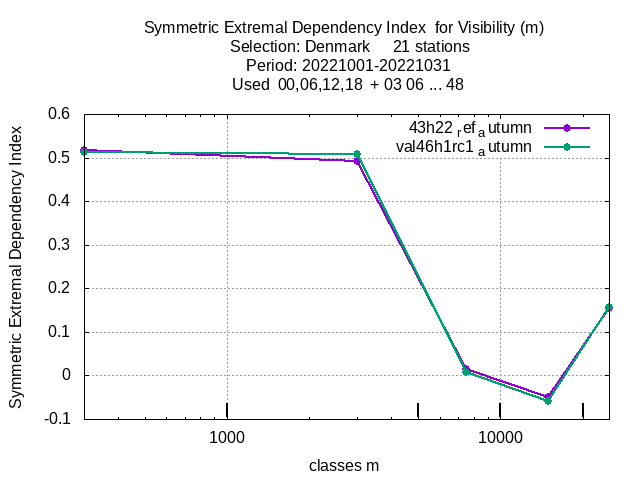 Symmetric Extremal Dependency Index  for Visibility (m)
Selection: Denmark     21 stations
Period: 20221001-20221031
Used  00,06,12,18  + 03 06 ... 48
43h22 ref a utumn
val46h1rc1 a utumn
Symmetric Extremal Dependency Index
0.6
0.5
0.4
0.3
0.2
0.1
0
-0.1
1000
10000
classes m